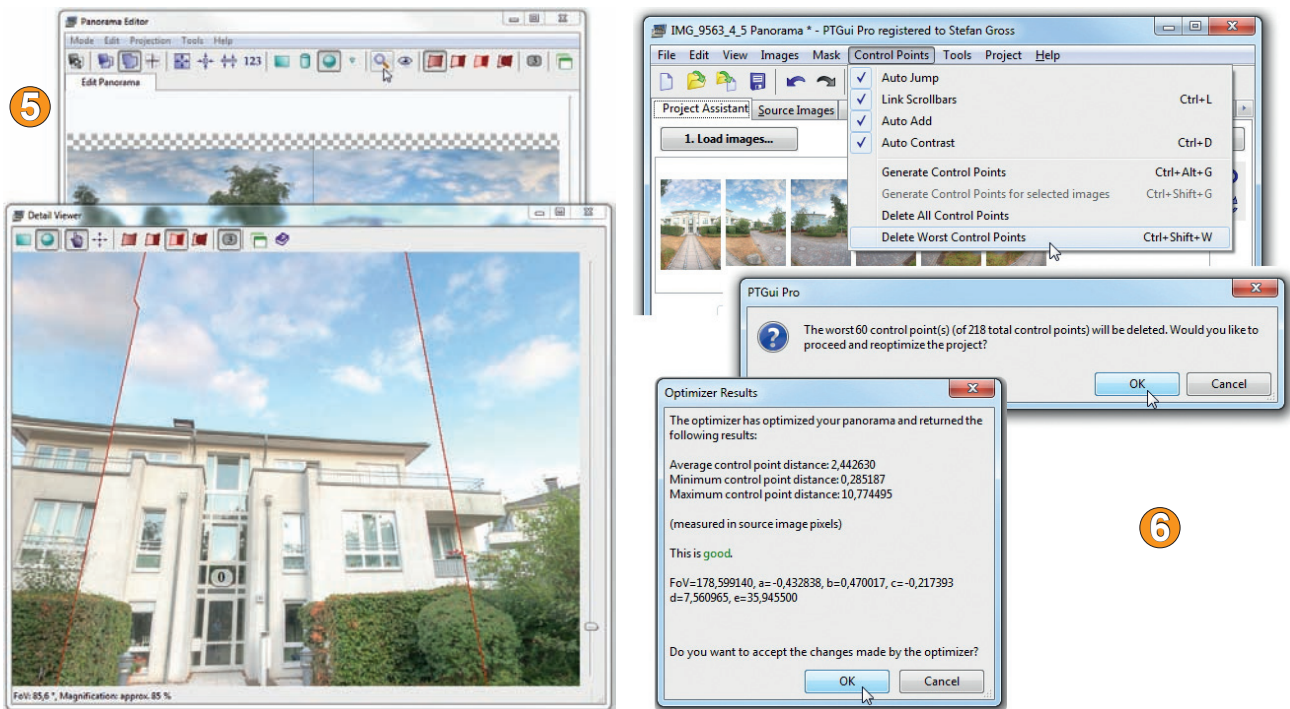 5
Panorama Editor
Mode Edit Projection Tools Help
123
3
Edit Panorama
Detail Viewer
3
0
FoV: 85,6 °, Magnification: approx. 85 %
IMG_9563_4_5 Panorama * - PTGui Pro registered to Stefan Gross
File Edit View Images Mask Control Points Tools Project Help
Project Assistant Source Images
1. Load images...
Auto Jump
Link Scrollbars Ctrl+L
Auto Add
Auto Contrast Ctrl+D
Generate Control Points Ctrl+Alt+G
Generate Control Points for selected images Ctrl+Shift+G
Delete All Control Points
Delete Worst Control Points Ctrl+Shift+W
PTGui Pro
The worst 60 control point(s) (of 218 total control points) will be deleted. Would you like to
proceed and reoptimize the project?
OK Cancel
Optimizer Results
The optimizer has optimized your panorama and returned the
following results:
Average control point distance: 2,442630
Minimum control point distance: 0,285187
Maximum control point distance: 10,774495
(measured in source image pixels)
This is good.
FoV=178,599140, a=-0,432838, b=0,470017, c=-0,217393
d=7,560965, e=35,945500
Do you want to accept the changes made by the optimizer?
OK Cancel
6